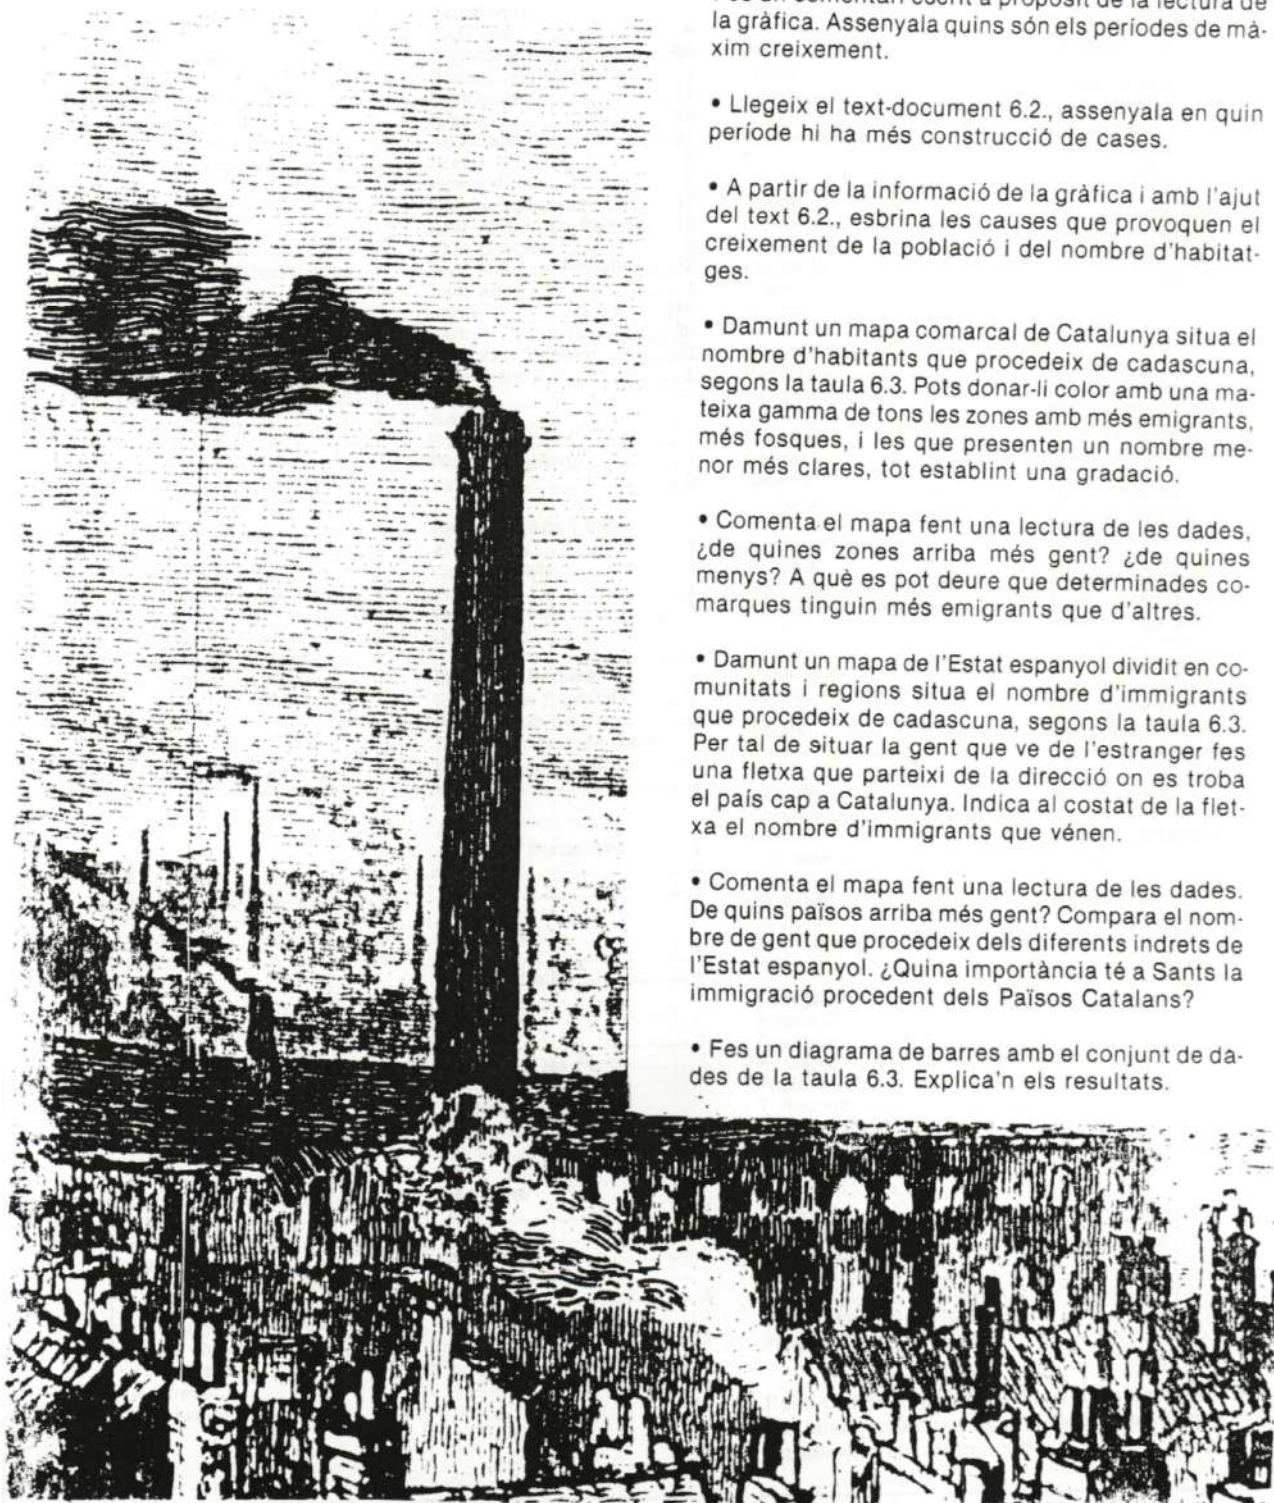 la gràfica. Assenyala quins són els períodes de mà-
xim creixement.
• Llegeix el text-document 6.2., assenyala en quin
període hi ha més construcció de cases.
• A partir de la informació de la gràfica i amb l'ajut
del text 6.2., esbrina les causes que provoquen el
creixement de la població i del nombre d'habitat-
ges.
• Damunt un mapa comarcal de Catalunya situa el
nombre d'habitants que procedeix de cadascuna,
segons la taula 6.3. Pots donar-li color amb una ma-
teixa gamma de tons les zones amb més emigrants,
més fosques, i les que presenten un nombre me-
nor més clares, tot establint una gradació.
• Comenta el mapa fent una lectura de les dades,
¿de quines zones arriba més gent? ¿de quines
menys? A què es pot deure que determinades co-
marques tinguin més emigrants que d'altres.
• Damunt un mapa de l'Estat espanyol dividit en co-
munitats i regions situa el nombre d'immigrants
que procedeix de cadascuna, segons la taula 6.3.
Per tal de situar la gent que ve de l'estranger fes
una fletxa que parteixi de la direcció on es troba
el país cap a Catalunya. Indica al costat de la flet-
xa el nombre d'immigrants que vénen.
• Comenta el mapa fent una lectura de les dades.
De quins països arriba més gent? Compara el nom-
bre de gent que procedeix dels diferents indrets de
l'Estat espanyol. ¿Quina importància té a Sants la
immigració procedent dels Països Catalans?
• Fes un diagrama de barres amb el conjunt de da-
des de la taula 6.3. Explica'n els resultats.